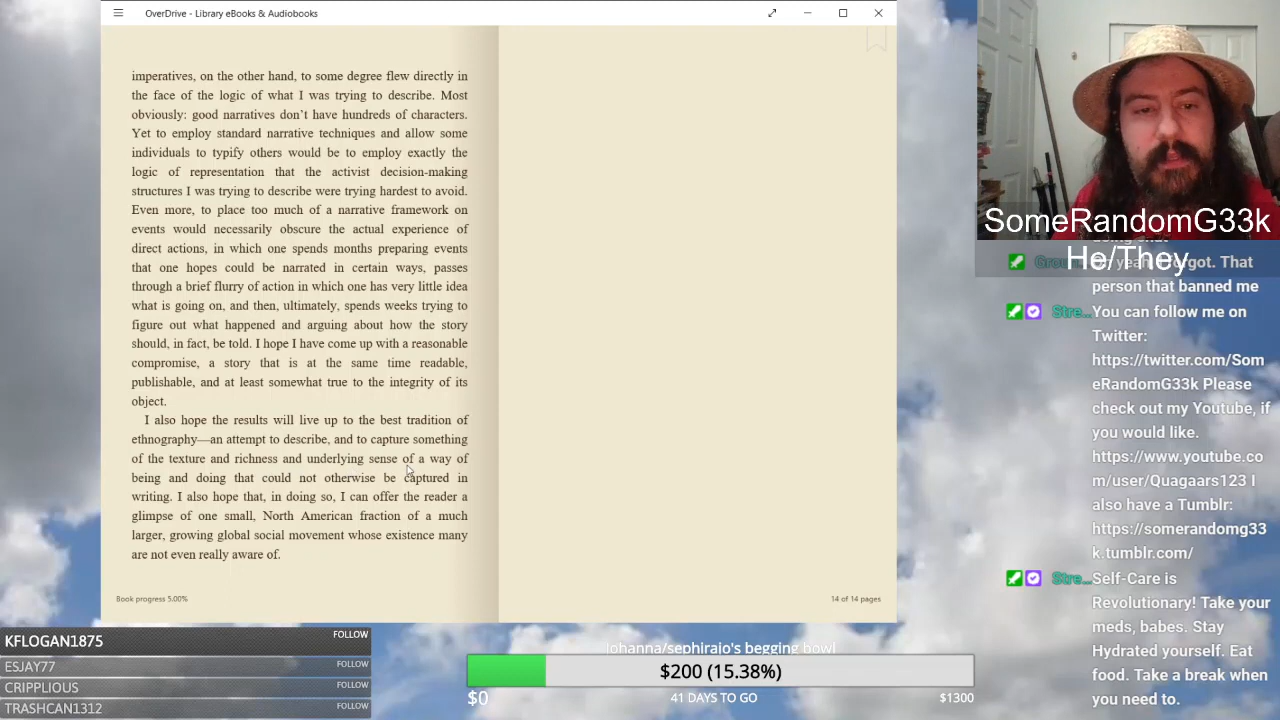 OverDrive - Library eBooks & Audiobooks
imperatives, on the other hand, to some degree flew directly in
the face of the logic of what I was trying to describe. Most
obviously: good narratives don't have hundreds of characters.
Yet to employ standard narrative techniques and allow some
individuals to typify others would be to employ exactly the
logic of representation that the activist decision-making
structures I was trying to describe were trying hardest to avoid.
Even more, to place too much of a narrative framework on
events would necessarily obscure the actual experience of
direct actions, in which one spends months preparing events
that one hopes could be narrated in certain ways, passes
through a brief flurry of action in which one has very little idea
what is going on, and then, ultimately, spends weeks trying to
figure out what happened and arguing about how the story
should, in fact, be told. I hope I have come up with a reasonable
compromise, a story that is at the same time readable,
publishable, and at least somewhat true to the integrity of its
object.
I also hope the results will live up to the best tradition of
ethnography—an attempt to describe, and to capture something
of the texture and richness and underlying sense of a way of
being and doing that could not otherwise be captured in
writing. I also hope that, in doing so, I can offer the reader a
glimpse of one small, North American fraction of a much
larger, growing global social movement whose existence many
are not even really aware of.
Book progress 5.00%
14 of 14 pages
SomeRandomG33k
He/They
yeah I forgot. That
person that banned me
Stre...You can follow me on
Twitter:
https://twitter.com/Som
eRandomG33k Please
check out my Youtube, if
you would like.
https://www.youtube.co
m/user/Quagaars123 I
also have a Tumblr:
https://somerandomg33
k.tumblr.com/
Stre...Self-Care is
Revolutionary! Take your
meds, babes. Stay
Hydrated yourself. Eat
food. Take a break when
you need to.
KFLOGAN1875 FOLLOW
ESJAY77 FOLLOW
CRIPPLIOUS FOLLOW
TRASHCAN1312 FOLLOW
Johanna/sephiraio's begging bowl
$200 (15.38%)
$0 41 DAYS TO GO $1300